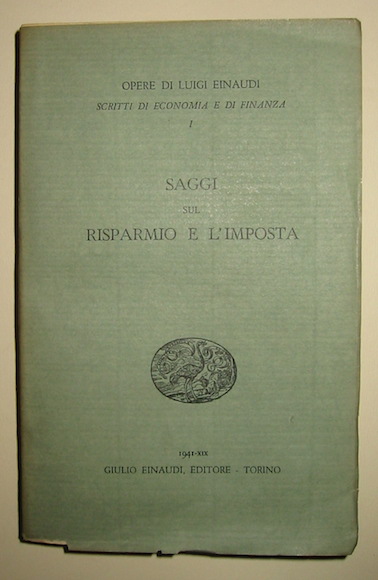 OPERE DI LUIGI EINAUDI
SCRITTI DI ECONOMIA E DI FINANZA
I
SAGGI
SUL
RISPARMIO E L'IMPOSTA
1941-XIX
GIULIO EINAUDI, EDITORE - TORINO